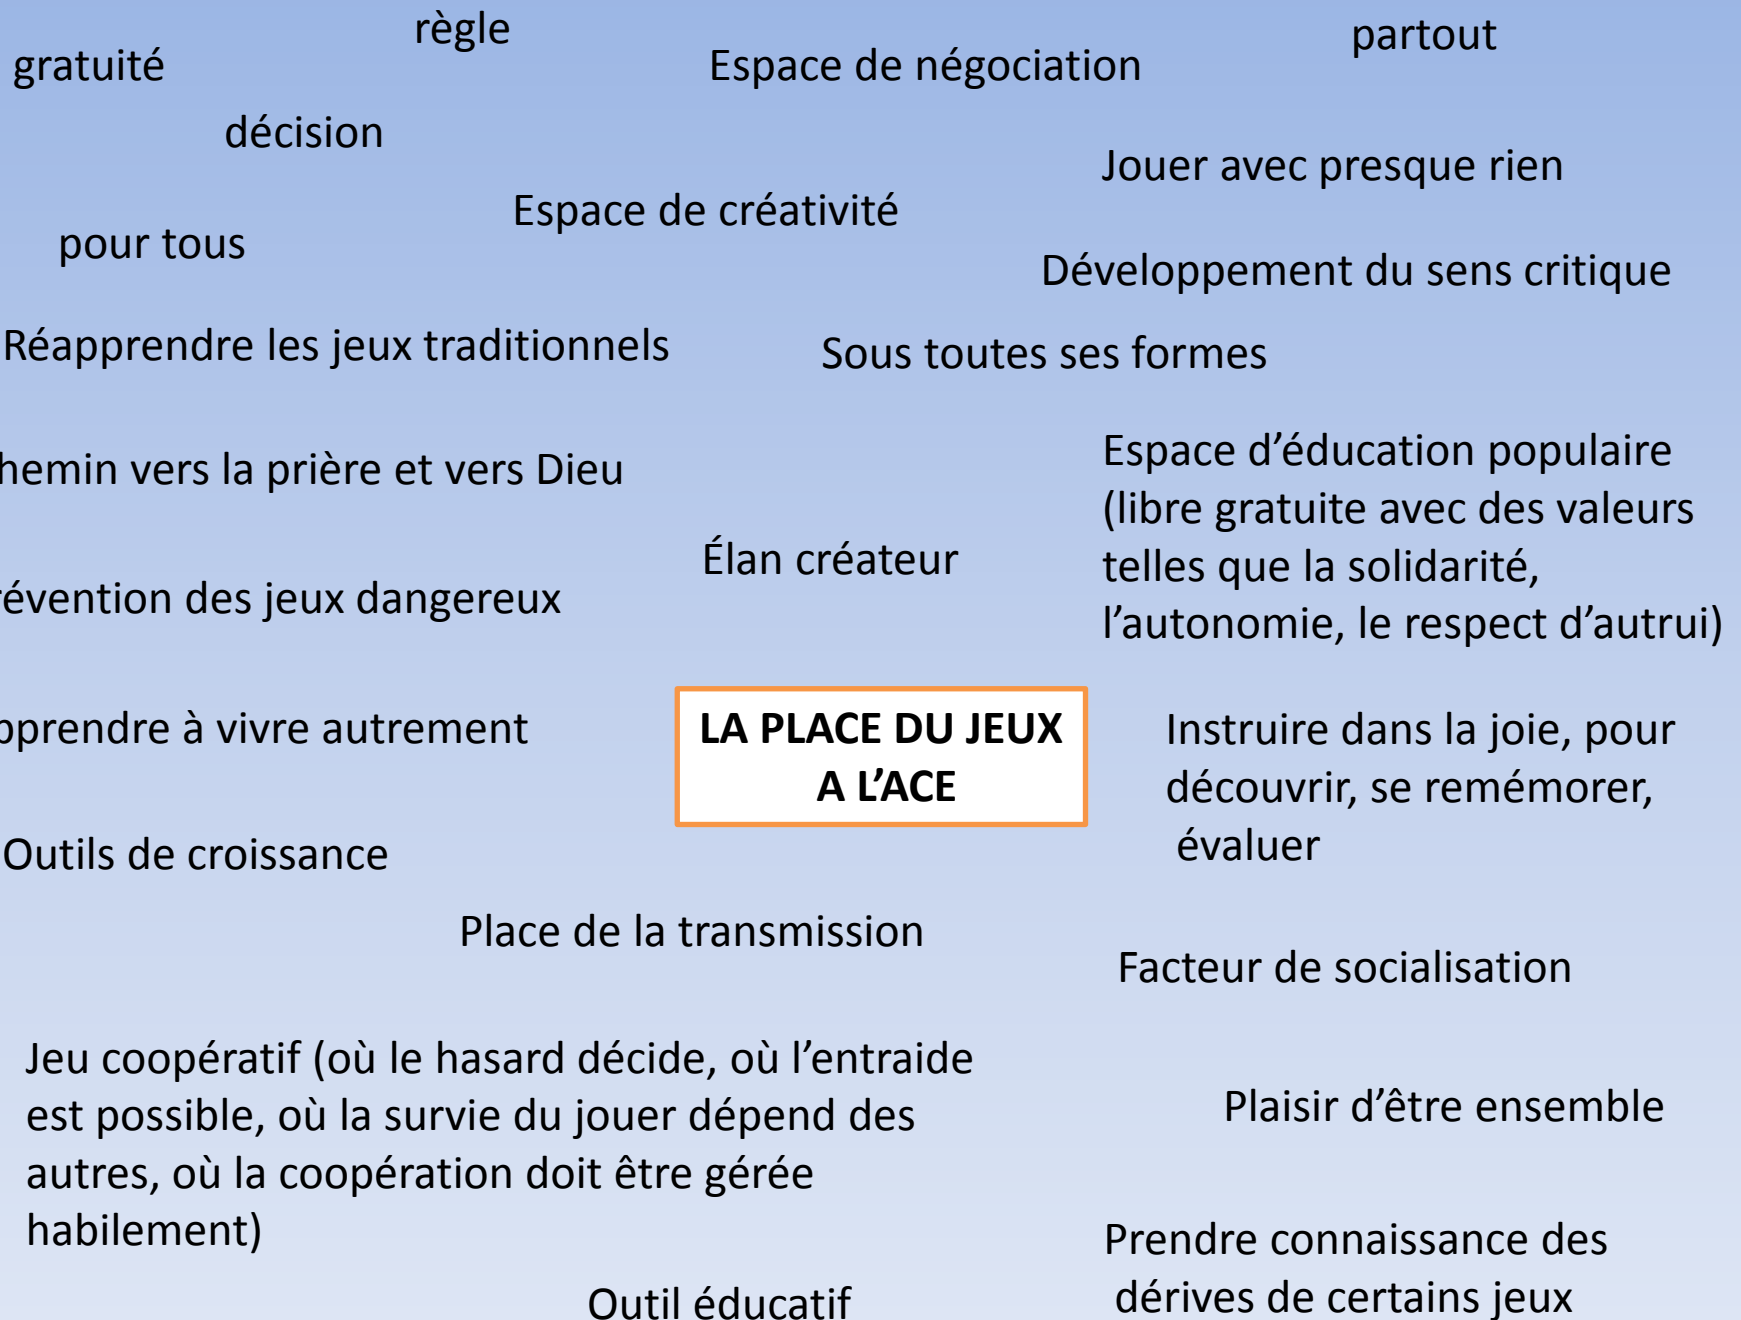 règle
partout
gratuité
Espace de négociation
décision
Jouer avec presque rien
Espace de créativité
pour tous
Développement du sens critique
Réapprendre les jeux traditionnels
Sous toutes ses formes
hemin vers la prière et vers Dieu
Espace d’éducation populaire
(libre gratuite avec des valeurs
telles que la solidarité,
l’autonomie, le respect d’autrui)
Élan créateur
révention des jeux dangereux
pprendre à vivre autrement
LA PLACE DU JEUX
A L’ACE
Instruire dans la joie, pour
découvrir, se remémorer,
évaluer
Outils de croissance
Place de la transmission
Facteur de socialisation
Jeu coopératif (où le hasard décide, où l’entraide
est possible, où la survie du jouer dépend des
autres, où la coopération doit être gérée
habilement)
Plaisir d’être ensemble
Prendre connaissance des
dérives de certains jeux
Outil éducatif